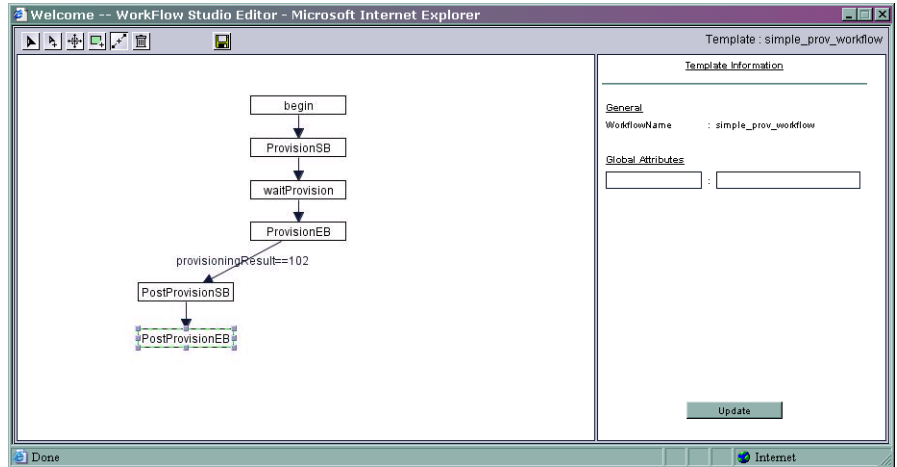 Welcome -- WorkFlow Studio Editor - Microsoft Internet Explorer
Template : simple_prov_workflow
Template Information
begin
General
WorkflowName : simple_prov_workflow
ProvisionSB
Global Attributes
:
waitProvision
ProvisionEB
provisioningResult==102
PostProvisionSB
PostProvisionEB
Update
Done
Internet